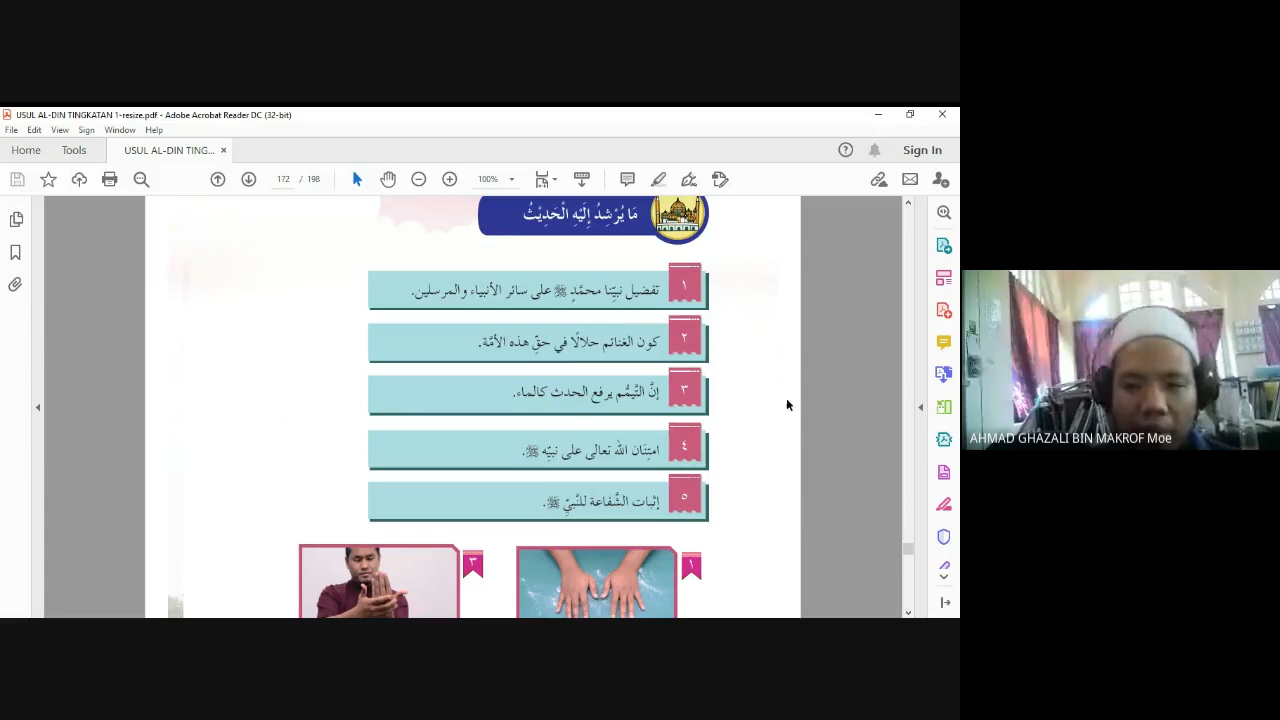 USUL AL-DIN TINGKATAN 1-resize.pdf - Adobe Acrobat Reader DC (32-bit)
File Edit View Sign Window Help
Home Tools USUL AL-DIN TING... × Sign In
172 / 198 100%
مَا يُرْشِدُ إِلَيْهِ الْحَدِيْثُ
١ تفضيل نبيِّنا محمَّدٍ ﷺ على سائر الأنبياء والمرسلين.
٢ كون الغنائم حلالًا في حقِّ هذه الأمَّة.
٣ إنَّ التَّيمُّم يرفع الحدث كالماء.
٤ امتِنَان الله تعالى على نبيِّه ﷺ.
٥ إثبات الشَّفاعة للنَّبيِّ ﷺ.
١
٣
AHMAD GHAZALI BIN MAKROF Moe